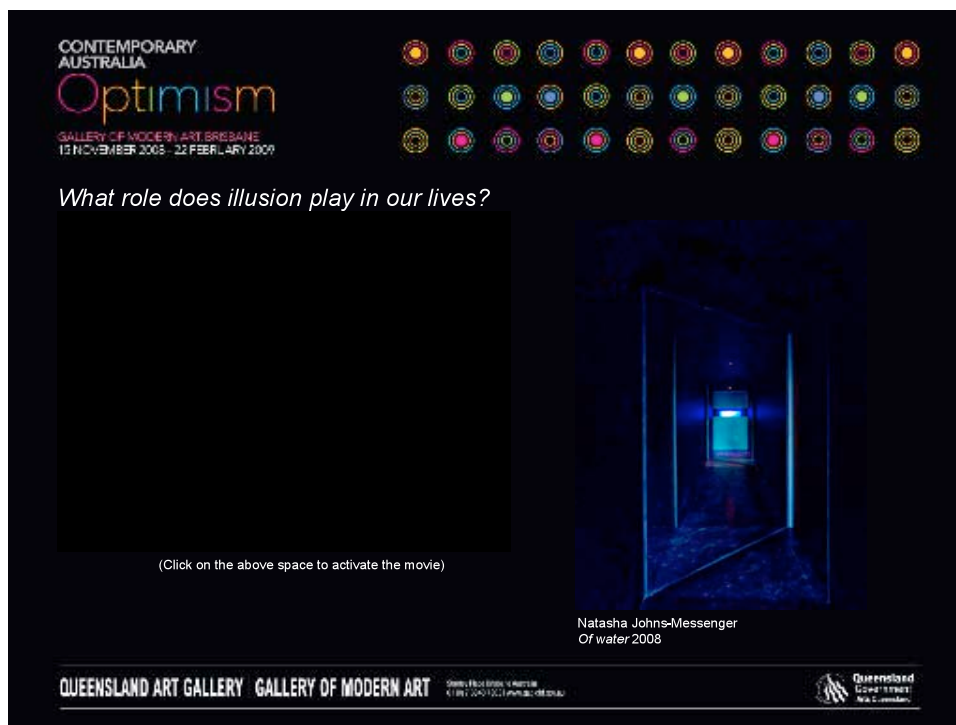 CONTEMPORARY
AUSTRALIA
Optimism
GALLERY OF MODERN ART BRISBANE
15 NOVEMBER 2008 – 22 FEBRUARY 2009
What role does illusion play in our lives?
(Click on the above space to activate the movie)
Natasha Johns-Messenger
Of water 2008
QUEENSLAND ART GALLERY GALLERY OF MODERN ART
Queensland
Government
Arts Queensland